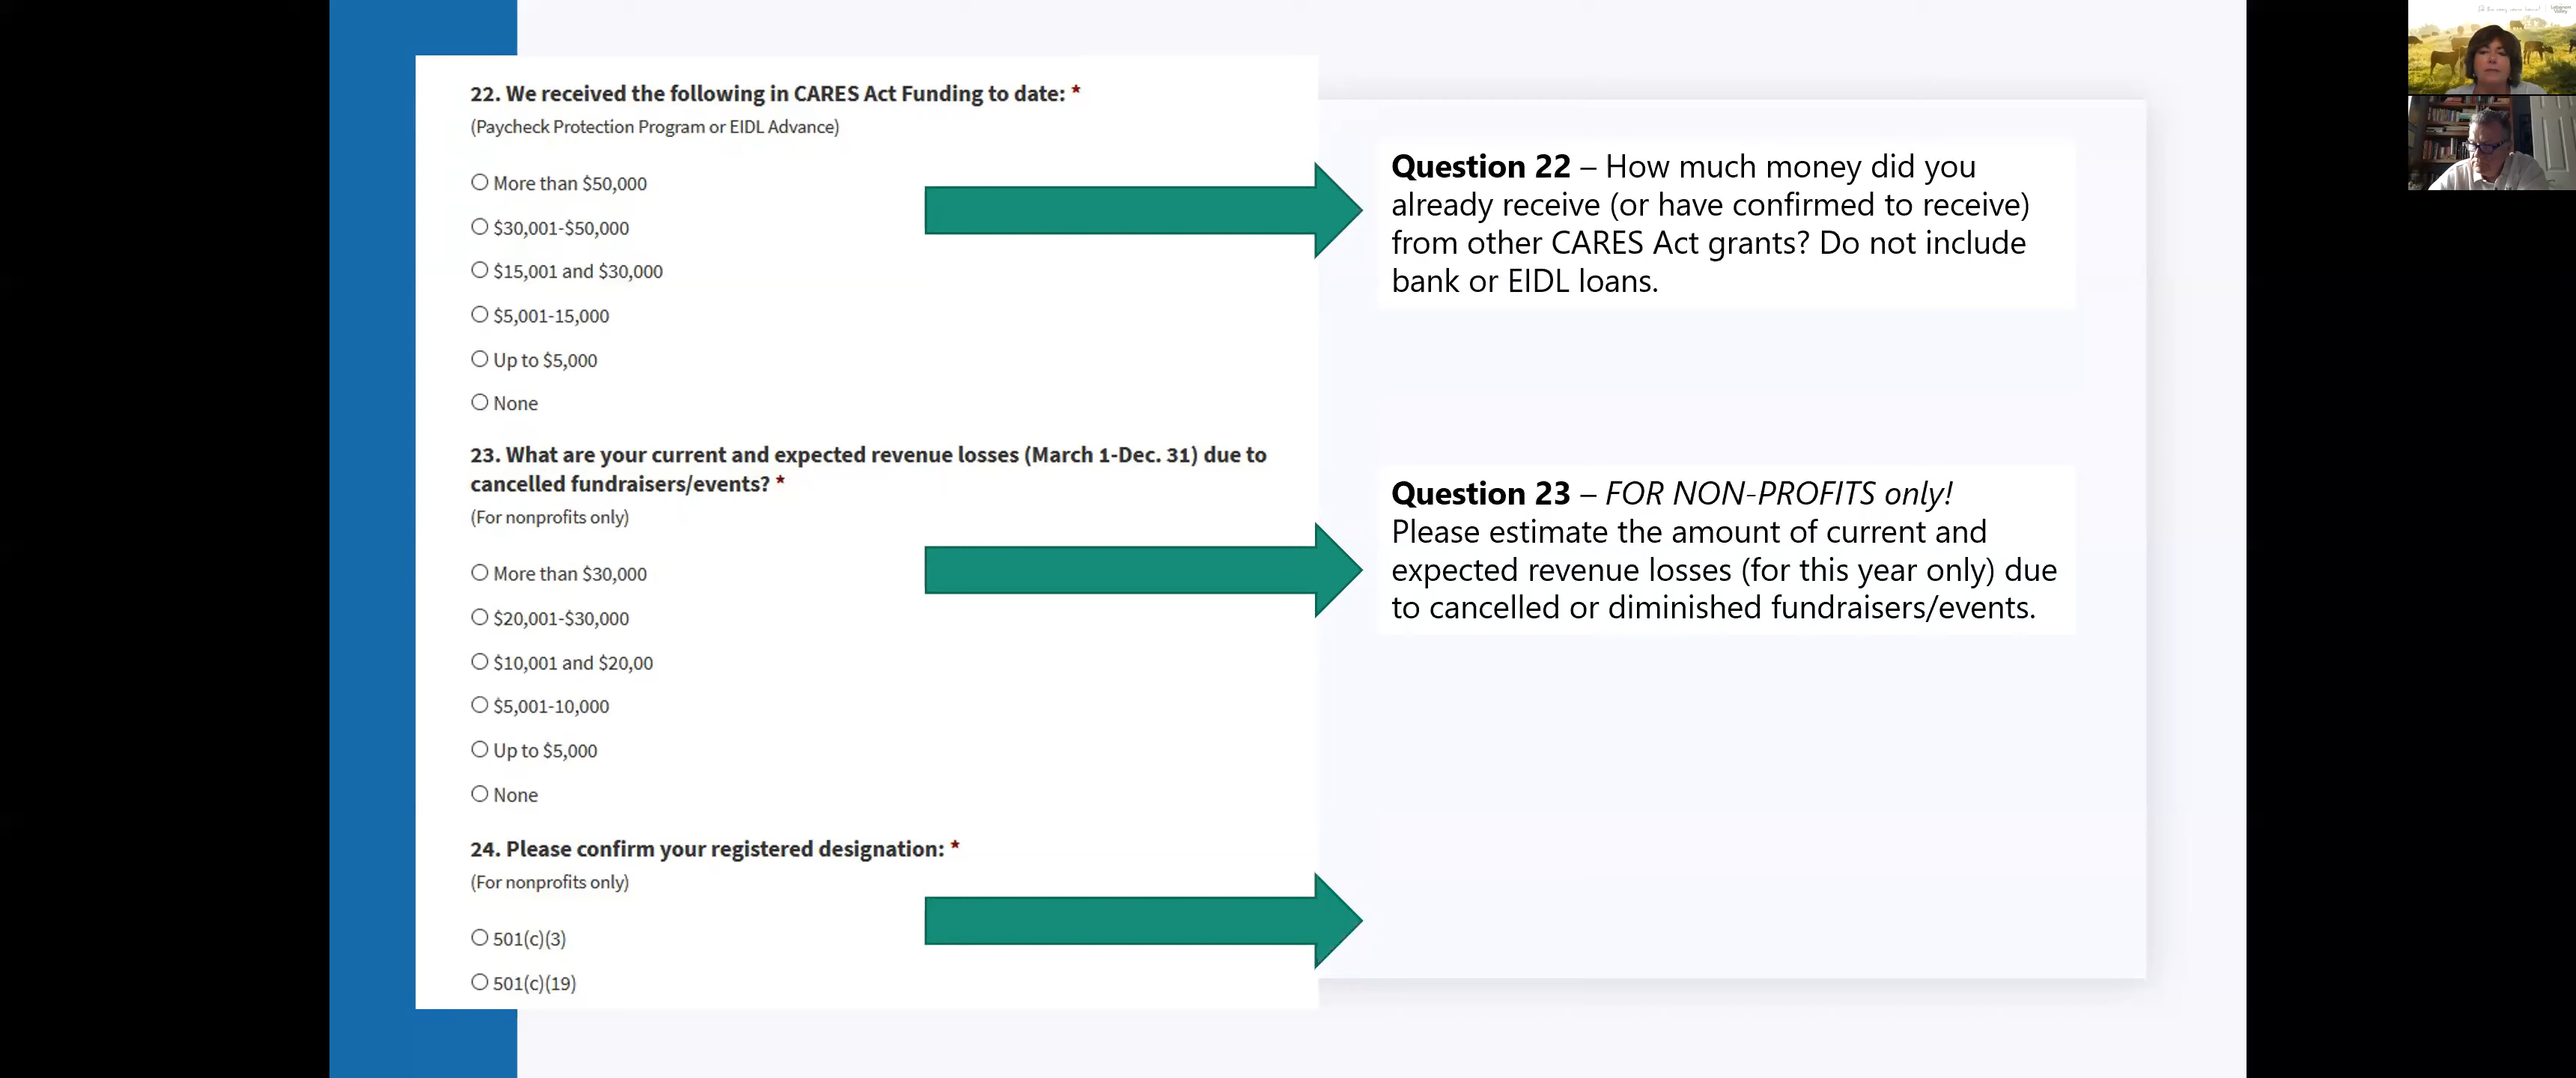 22. We received the following in CARES Act Funding to date: *
(Paycheck Protection Program or EIDL Advance)
More than $50,000
$30,001-$50,000
$15,001 and $30,000
$5,001-15,000
Up to $5,000
None
23. What are your current and expected revenue losses (March 1-Dec. 31) due to
cancelled fundraisers/events? *
(For nonprofits only)
More than $30,000
$20,001-$30,000
$10,001 and $20,00
$5,001-10,000
Up to $5,000
None
24. Please confirm your registered designation: *
(For nonprofits only)
501(c)(3)
501(c)(19)
Question 22 – How much money did you
already receive (or have confirmed to receive)
from other CARES Act grants? Do not include
bank or EIDL loans.
Question 23 – FOR NON-PROFITS only!
Please estimate the amount of current and
expected revenue losses (for this year only) due
to cancelled or diminished fundraisers/events.
Lebanon
Valley